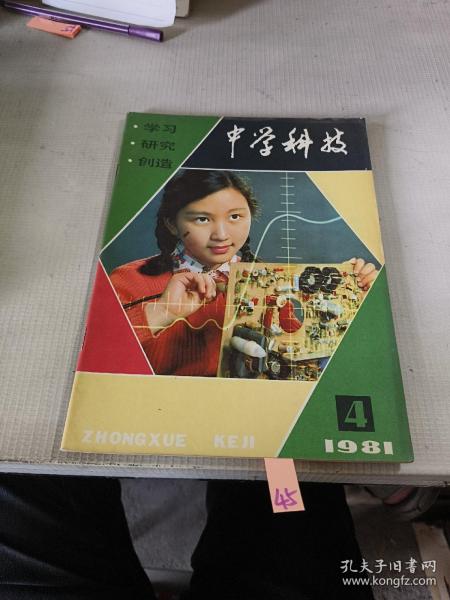 ·学习
·研究
·创造
中学科技
ZHONGXUE KEJI
4
1981
45
孔夫子旧书网
www.kongfz.com